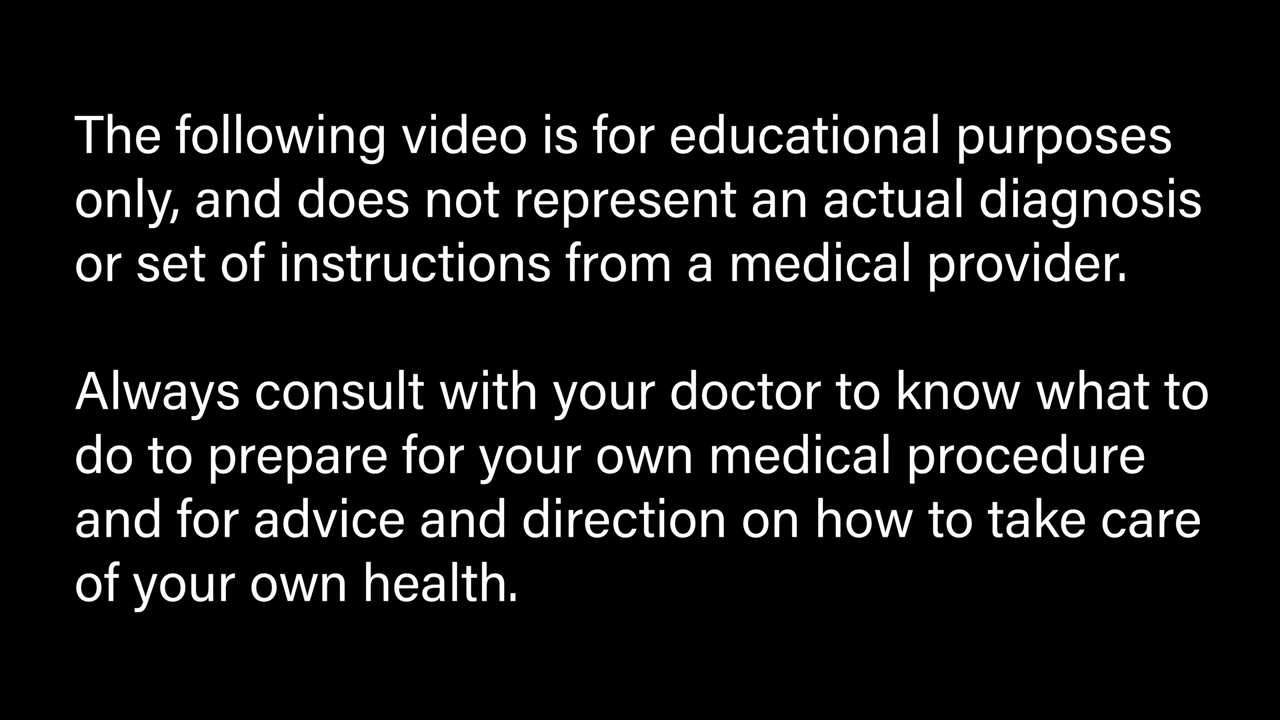 The following video is for educational purposes
only, and does not represent an actual diagnosis
or set of instructions from a medical provider.
Always consult with your doctor to know what to
do to prepare for your own medical procedure
and for advice and direction on how to take care
of your own health.